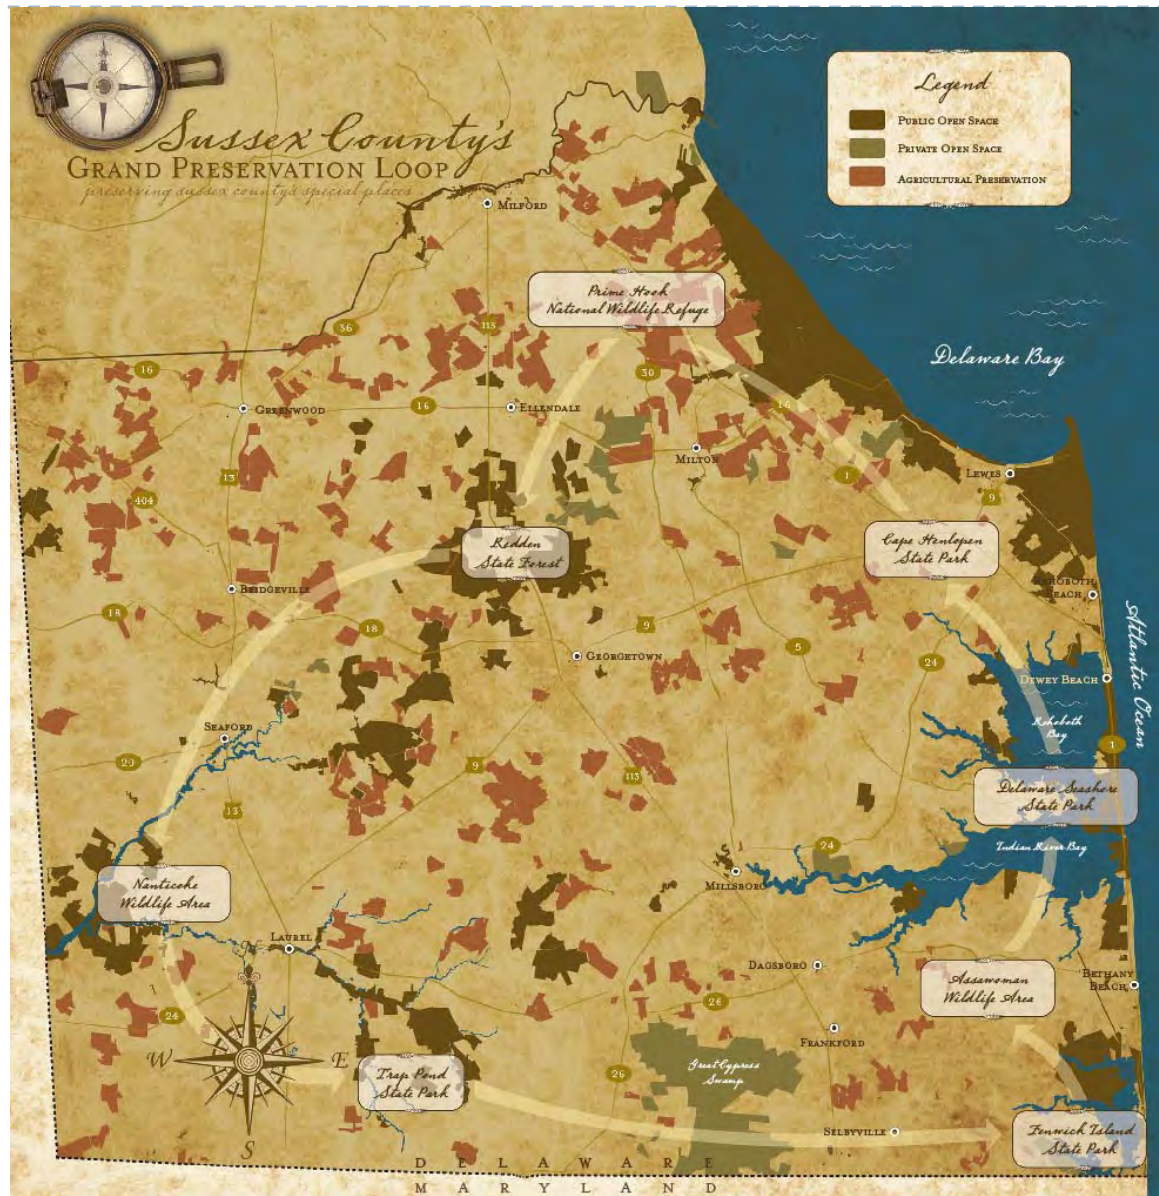 Sussex County's
Grand Preservation Loop
preserving sussex county's special places
Legend
Public Open Space
Private Open Space
Agricultural Preservation
Milford
Prime Hook
National Wildlife Refuge
36
113
Delaware Bay
16
30
Greenwood
16
Ellendale
16
Milton
1
Lewes
13
9
404
Redden
State Forest
Cape Henlopen
State Park
Bridgeville
Rehoboth
Beach
18
18
9
Georgetown
5
24
Atlantic Ocean
Dewey Beach
Rehoboth
Bay
Seaford
1
20
9
113
13
Delaware Seashore
State Park
24
Indian River Bay
Nanticoke
Wildlife Area
Millsboro
Laurel
N
Dagsboro
Assawoman
Wildlife Area
Bethany
Beach
24
26
Frankford
W
E
Great Cypress
Swamp
26
Trap Pond
State Park
Selbyville
Fenwick Island
State Park
S
DELAWARE
MARYLAND